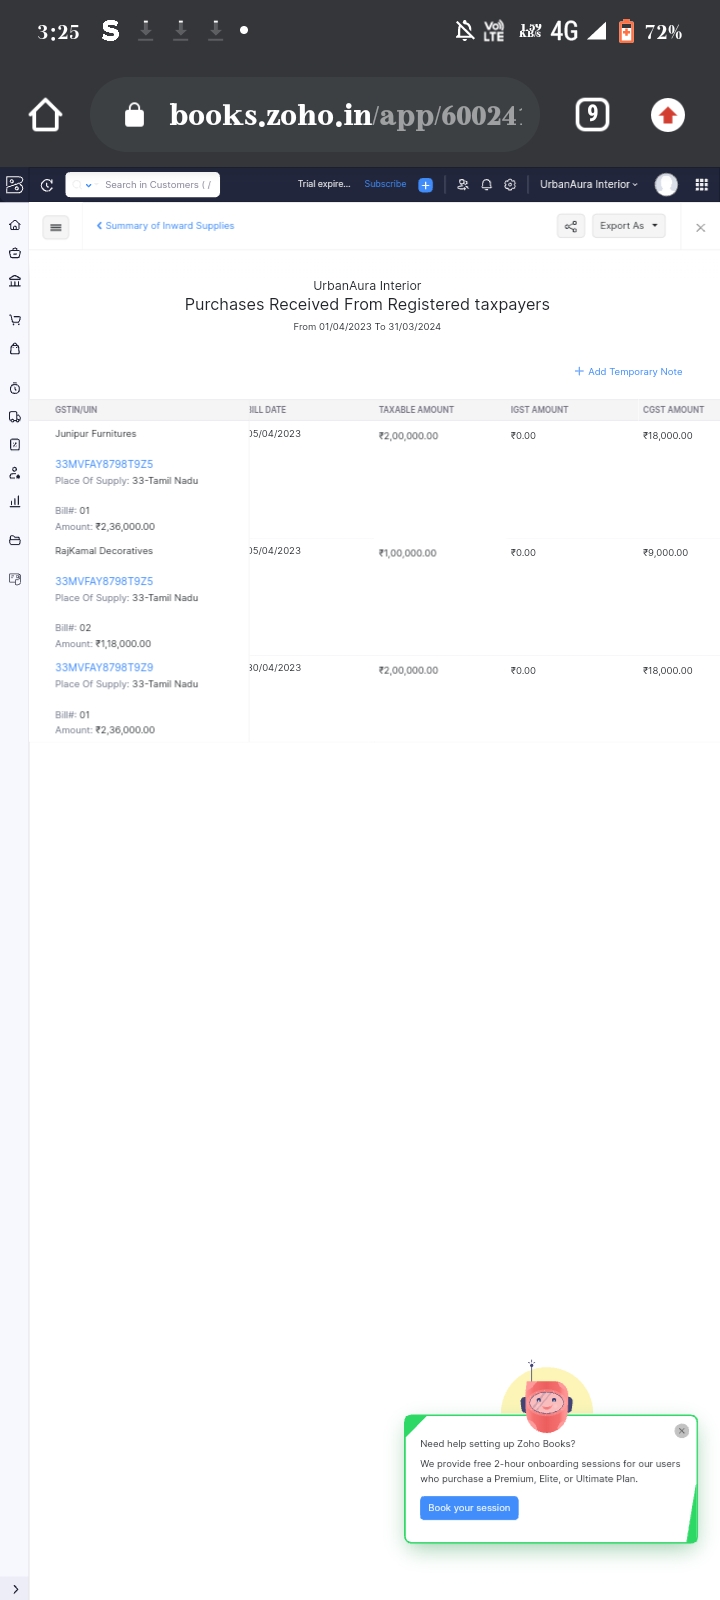 3:25 S VoI) LTE 1.59 KB/S 4G 72%
books.zoho.in/app/60024 9
Search in Customers ( / Trial expire... Subscribe UrbanAura Interior
Summary of Inward Supplies Export As
UrbanAura Interior
Purchases Received From Registered taxpayers
From 01/04/2023 To 31/03/2024
+ Add Temporary Note
GSTIN/UIN ILL DATE TAXABLE AMOUNT IGST AMOUNT CGST AMOUNT
Junipur Furnitures 05/04/2023 ₹2,00,000.00 ₹0.00 ₹18,000.00
33MVFAY8798T9Z5
Place Of Supply: 33-Tamil Nadu
Bill#: 01
Amount: ₹2,36,000.00
RajKamal Decoratives 05/04/2023 ₹1,00,000.00 ₹0.00 ₹9,000.00
33MVFAY8798T9Z5
Place Of Supply: 33-Tamil Nadu
Bill#: 02
Amount: ₹1,18,000.00
33MVFAY8798T9Z9 30/04/2023 ₹2,00,000.00 ₹0.00 ₹18,000.00
Place Of Supply: 33-Tamil Nadu
Bill#: 01
Amount: ₹2,36,000.00
Need help setting up Zoho Books?
We provide free 2-hour onboarding sessions for our users
who purchase a Premium, Elite, or Ultimate Plan.
Book your session